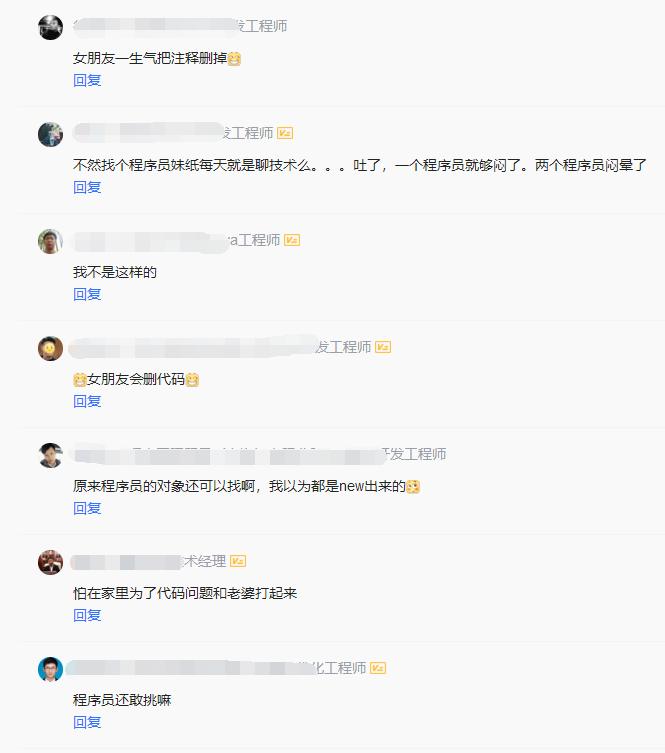 发工程师
女朋友一生气把注释删掉
回复
发工程师 V2
不然找个程序员妹纸每天就是聊技术么。。。吐了，一个程序员就够闷了。两个程序员闷晕了
回复
va工程师 V2
我不是这样的
回复
发工程师 V2
女朋友会删代码
回复
开发工程师
原来程序员的对象还可以找啊，我以为都是new出来的
回复
术经理 V2
怕在家里为了代码问题和老婆打起来
回复
化工程师 V2
程序员还敢挑嘛
回复